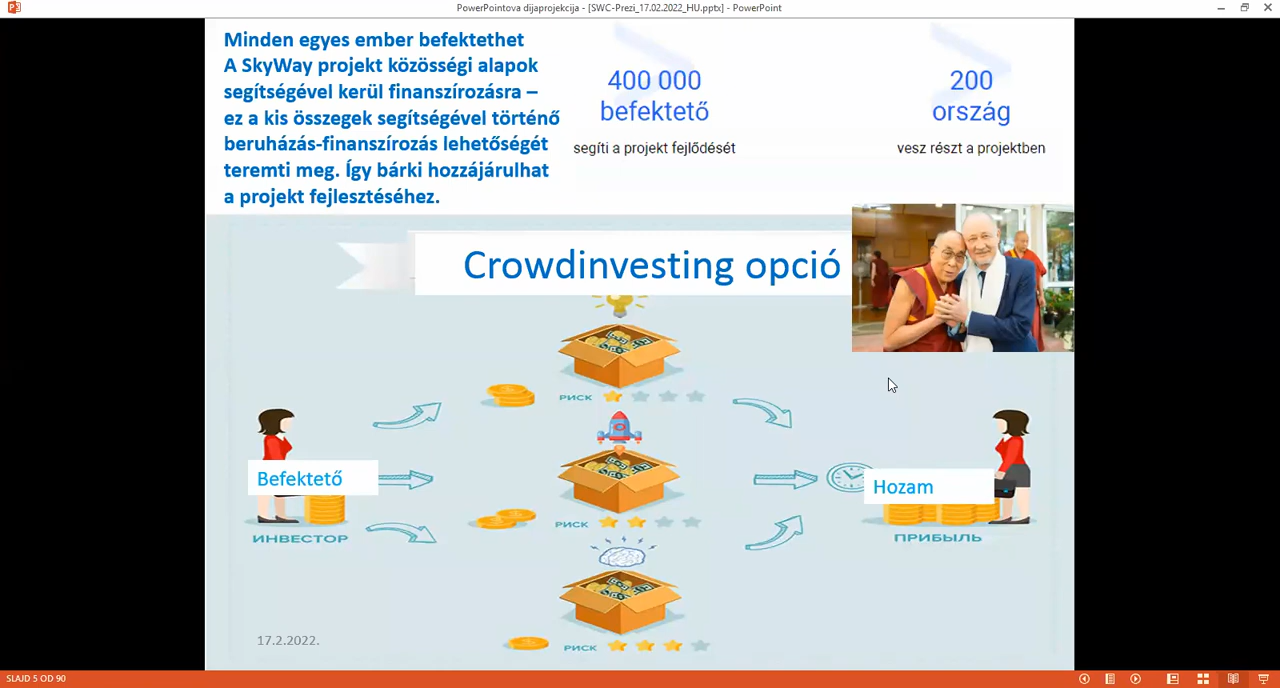 PowerPointova dijaprojekcija - [SWC-Prezi_17.02.2022_HU.pptx] - PowerPoint
Minden egyes ember befektethet
A SkyWay projekt közösségi alapok
segítségével kerül finanszírozásra –
ez a kis összegek segítségével történő
beruházás-finanszírozás lehetőségét
teremti meg. Így bárki hozzájárulhat
a projekt fejlesztéséhez.
400 000
befektető
segíti a projekt fejlődését
200
ország
vesz részt a projektben
Crowdinvesting opció
РИСК
Befektető
Hozam
РИСК
ИНВЕСТОР
ПРИБЫЛЬ
17.2.2022.
РИСК
SLAJD 5 OD 90